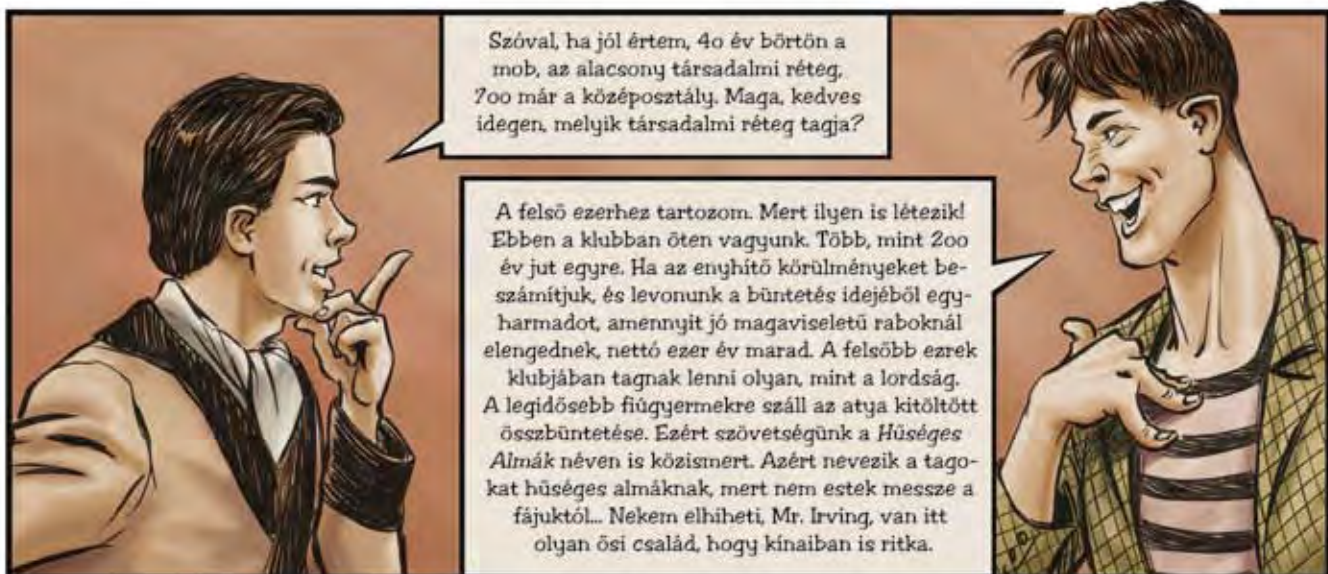 Szóval, ha jól értem, 40 év börtön a
mob, az alacsony társadalmi réteg,
700 már a középosztály. Maga, kedves
idegen, melyik társadalmi réteg tagja?
A felső ezerhez tartozom. Mert ilyen is létezik!
Ebben a klubban öten vagyunk. Több, mint 200
év jut egyre. Ha az enyhítő körülményeket be-
számítjuk, és levonunk a büntetés idejéből egy-
harmadot, amennyit jó magaviseletű raboknál
elengednek, nettó ezer év marad. A felsőbb ezrek
klubjában tagnak lenni olyan, mint a lordság.
A legidősebb fiúgyermekre száll az atya kitöltött
összbüntetése. Ezért szövetségünk a Hűséges
Almák néven is közismert. Azért nevezik a tago-
kat hűséges almáknak, mert nem estek messze a
fájuktól... Nekem elhiheti, Mr. Irving, van itt
olyan ősi család, hogy kínaiban is ritka.